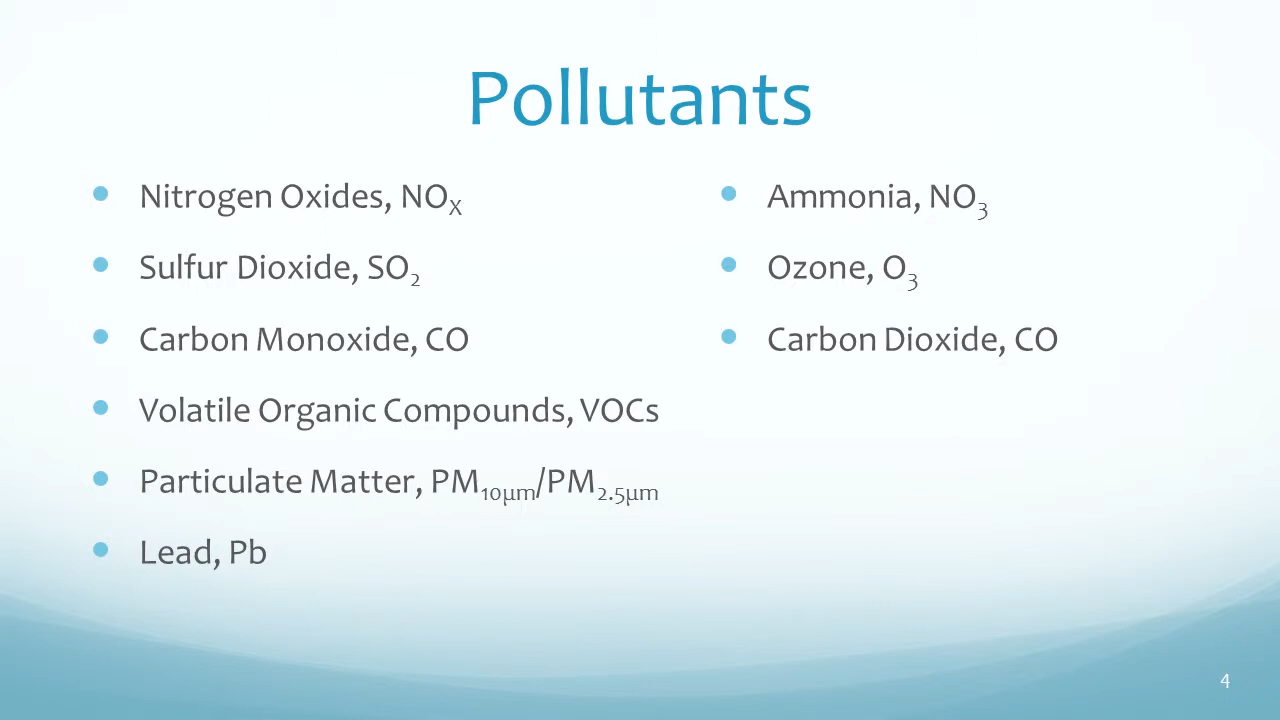 Pollutants
Nitrogen Oxides, NOₓ
Sulfur Dioxide, SO₂
Carbon Monoxide, CO
Volatile Organic Compounds, VOCs
Particulate Matter, PM₁₀µm/PM₂.₅µm
Lead, Pb
Ammonia, NO₃
Ozone, O₃
Carbon Dioxide, CO
4